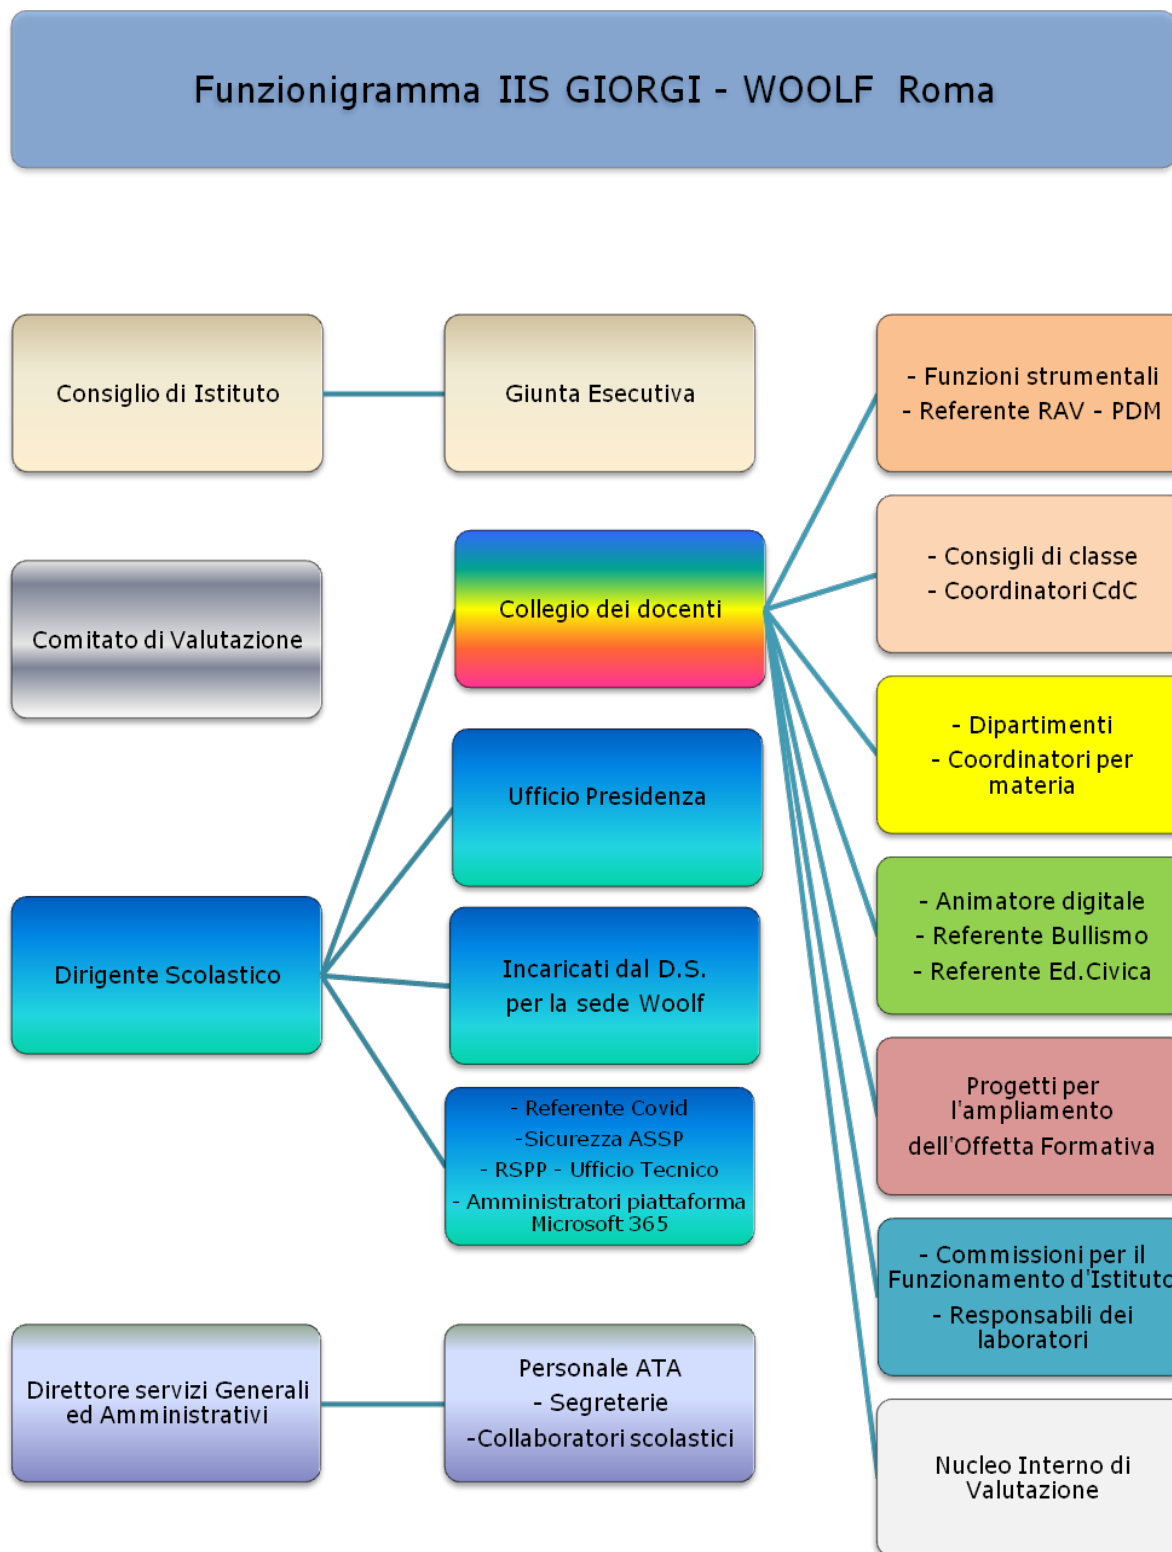 Funzionigramma IIS GIORGI - WOOLF Roma
Consiglio di Istituto
Giunta Esecutiva
- Funzioni strumentali
- Referente RAV - PDM
- Consigli di classe
- Coordinatori CdC
Comitato di Valutazione
Collegio dei docenti
- Dipartimenti
- Coordinatori per
materia
Ufficio Presidenza
- Animatore digitale
- Referente Bullismo
- Referente Ed.Civica
Dirigente Scolastico
Incaricati dal D.S.
per la sede Woolf
Progetti per
l'ampliamento
dell'Offetta Formativa
- Referente Covid
-Sicurezza ASSP
- RSPP - Ufficio Tecnico
- Amministratori piattaforma
Microsoft 365
- Commissioni per il
Funzionamento d'Istituto
- Responsabili dei
laboratori
Direttore servizi Generali
ed Amministrativi
Personale ATA
- Segreterie
-Collaboratori scolastici
Nucleo Interno di
Valutazione